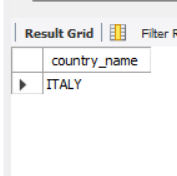 Result Grid Filter R
country_name
ITALY